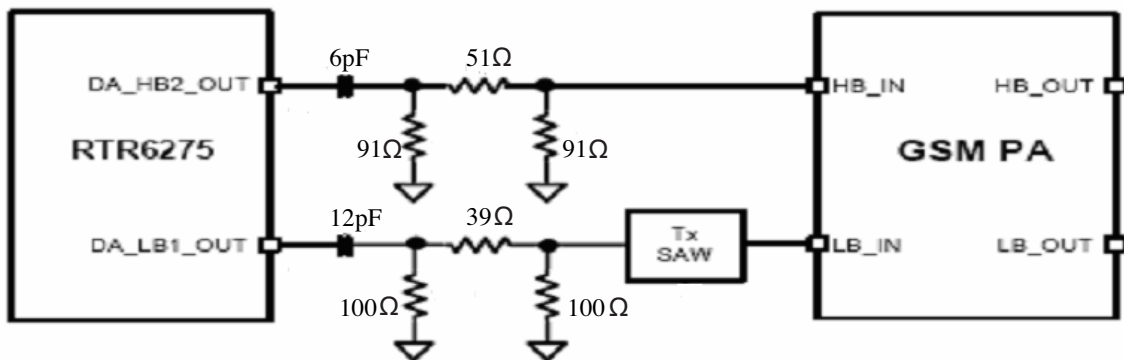 6pF 51Ω
DA_HB2_OUT HB_IN HB_OUT
RTR6275 91Ω 91Ω GSM PA
12pF 39Ω
DA_LB1_OUT Tx SAW LB_IN LB_OUT
100Ω 100Ω